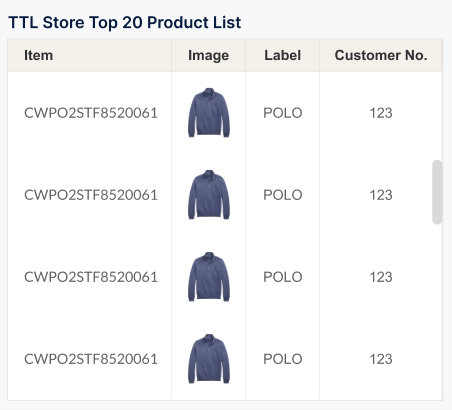 TTL Store Top 20 Product List
Item Image Label Customer No.
CWPO2STF8520061 POLO 123
CWPO2STF8520061 POLO 123
CWPO2STF8520061 POLO 123
CWPO2STF8520061 POLO 123